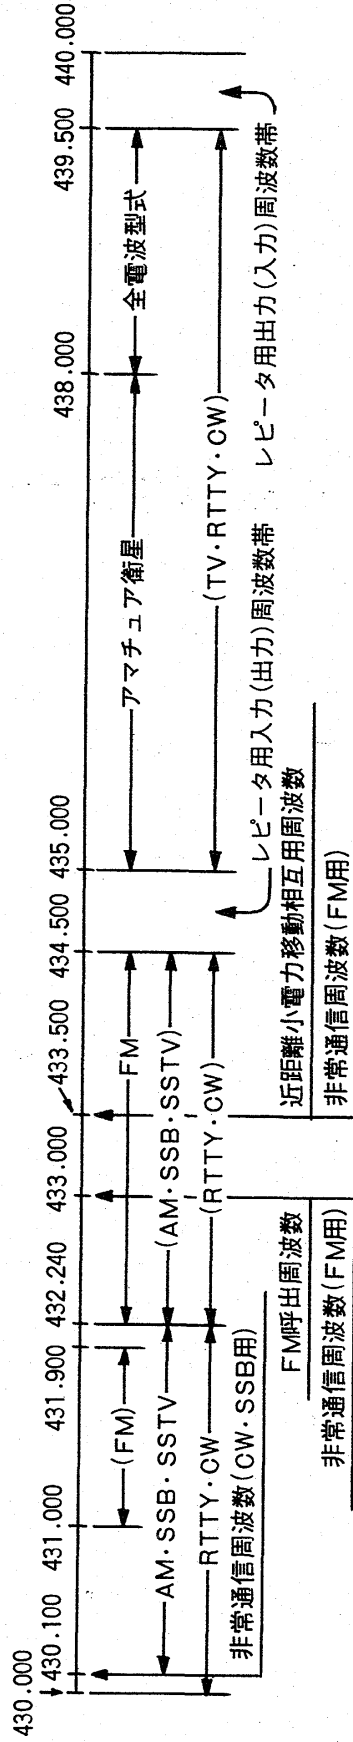 430.000
430.100
431.000
431.900
432.240
433.000
433.500
434.500
435.000
438.000
439.500
440.000
(FM)
FM
アマチュア衛星
全電波型式
AM·SSB·SSTV
(AM·SSB·SSTV)
RTTY·CW
(RTTY·CW)
(TV·RTTY·CW)
非常通信周波数(CW·SSB用)
レピータ用入力(出力)周波数帯
レピータ用出力(入力)周波数帯
FM呼出周波数
非常通信周波数(FM用)
近距離小電力移動相互用周波数
非常通信周波数(FM用)